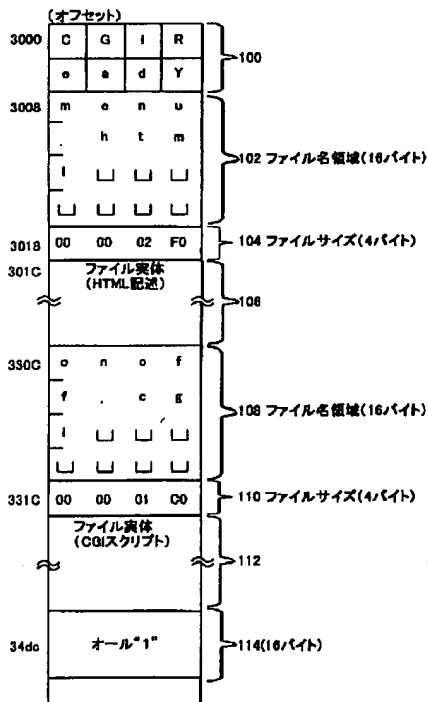 (オフセット)
3000 C G I R
e a d Y
100
3008 m e n u
. h t m
l ␣ ␣ ␣
␣ ␣ ␣ ␣
102 ファイル名領域(16バイト)
3018 00 00 02 F0
104 ファイルサイズ(4バイト)
301C ファイル実体
(HTML記述)
106
330C o n o f
f . c g
i ␣ ␣ ␣
␣ ␣ ␣ ␣
108 ファイル名領域(16バイト)
331C 00 00 01 C0
110 ファイルサイズ(4バイト)
ファイル実体
(CGIスクリプト)
112
34dc オール“1”
114(16バイト)